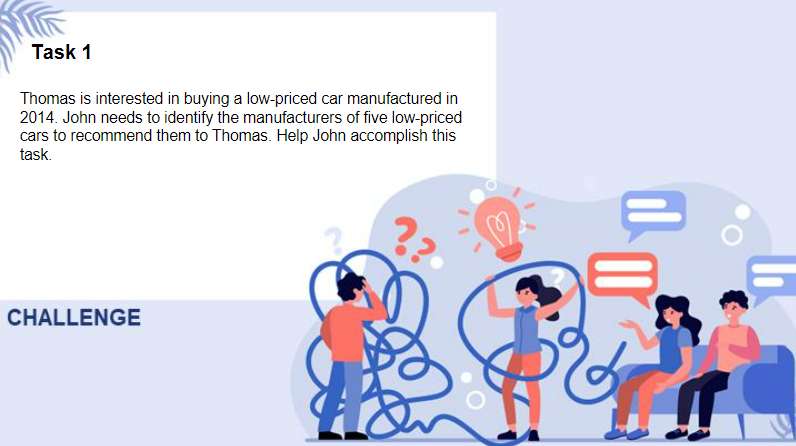 Task 1
Thomas is interested in buying a low-priced car manufactured in
2014. John needs to identify the manufacturers of five low-priced
cars to recommend them to Thomas. Help John accomplish this
task.
CHALLENGE